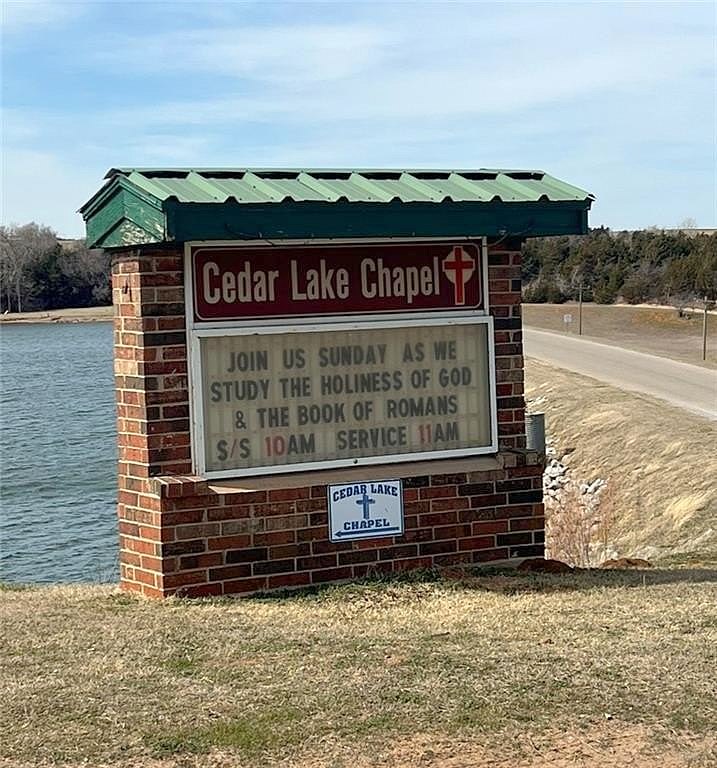 Cedar Lake Chapel
JOIN US SUNDAY AS WE
STUDY THE HOLINESS OF GOD
& THE BOOK OF ROMANS
S/S 10AM SERVICE 11AM
CEDAR LAKE
CHAPEL